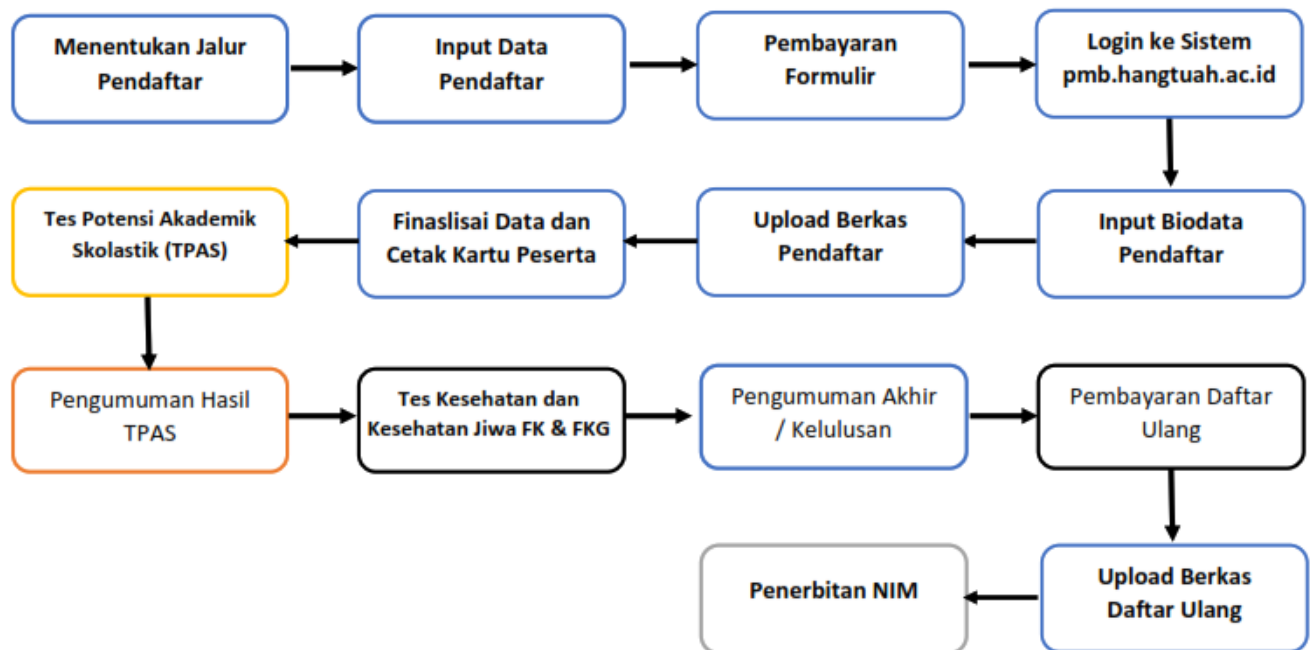 Menentukan Jalur
Pendaftar
Input Data
Pendaftar
Pembayaran
Formulir
Login ke Sistem
pmb.hangtuah.ac.id
Input Biodata
Pendaftar
Upload Berkas
Pendaftar
Finaslisai Data dan
Cetak Kartu Peserta
Tes Potensi Akademik
Skolastik (TPAS)
Pengumuman Hasil
TPAS
Tes Kesehatan dan
Kesehatan Jiwa FK & FKG
Pengumuman Akhir
/ Kelulusan
Pembayaran Daftar
Ulang
Upload Berkas
Daftar Ulang
Penerbitan NIM